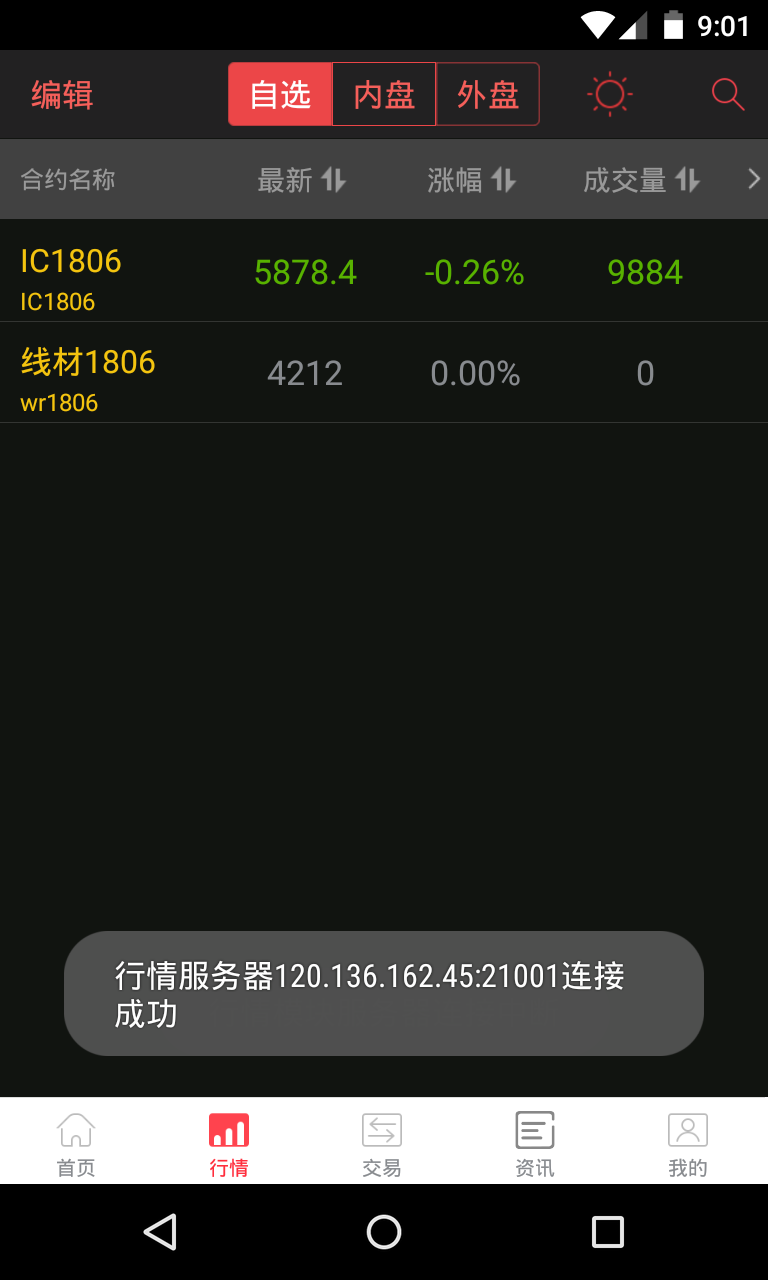 9:01
编辑 自选 内盘 外盘
合约名称 最新 涨幅 成交量
IC1806 5878.4 -0.26% 9884
IC1806
线材1806 4212 0.00% 0
wr1806
行情服务器120.136.162.45:21001连接
成功
首页 行情 交易 资讯 我的